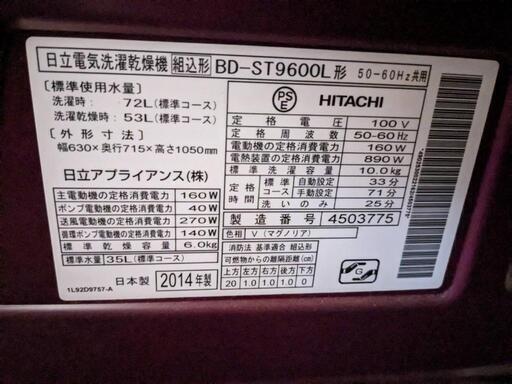 日立電気洗濯乾燥機 組込形 BD-ST9600L形 50-60Hz共用
〔標準使用水量〕
洗濯時: 72L(標準コース)
洗濯乾燥時: 53L(標準コース)
〔外形寸法〕
幅630×奥行715×高さ1050mm
日立アプライアンス(株)
主電動機の定格消費電力 160W
ポンプ電動機の定格消費電力 40W
送風電動機の定格消費電力 270W
循環ポンプ電動機の定格消費電力 140W
標準乾燥容量 6.0kg
標準水量 35L(標準コース)
日本製 2014年製
1L92D9757-A
PS
E
HITACHI
定格電圧 100V
定格周波数 50-60Hz
電動機の定格消費電力 160W
電熱装置の定格消費電力 890W
標準洗濯容量 10.0kg
定格時間 標準コース 自動設定 33分
手動設定 71分
洗いのみ 25分
製造番号 4503775
色形 V(マグノリア)
消防法 基準適合 組込形
可燃物からの離隔距離(cm)
上方 左方 右方 前方 後方 下方
20 1.0 1.0 1.0 1.0 0
G